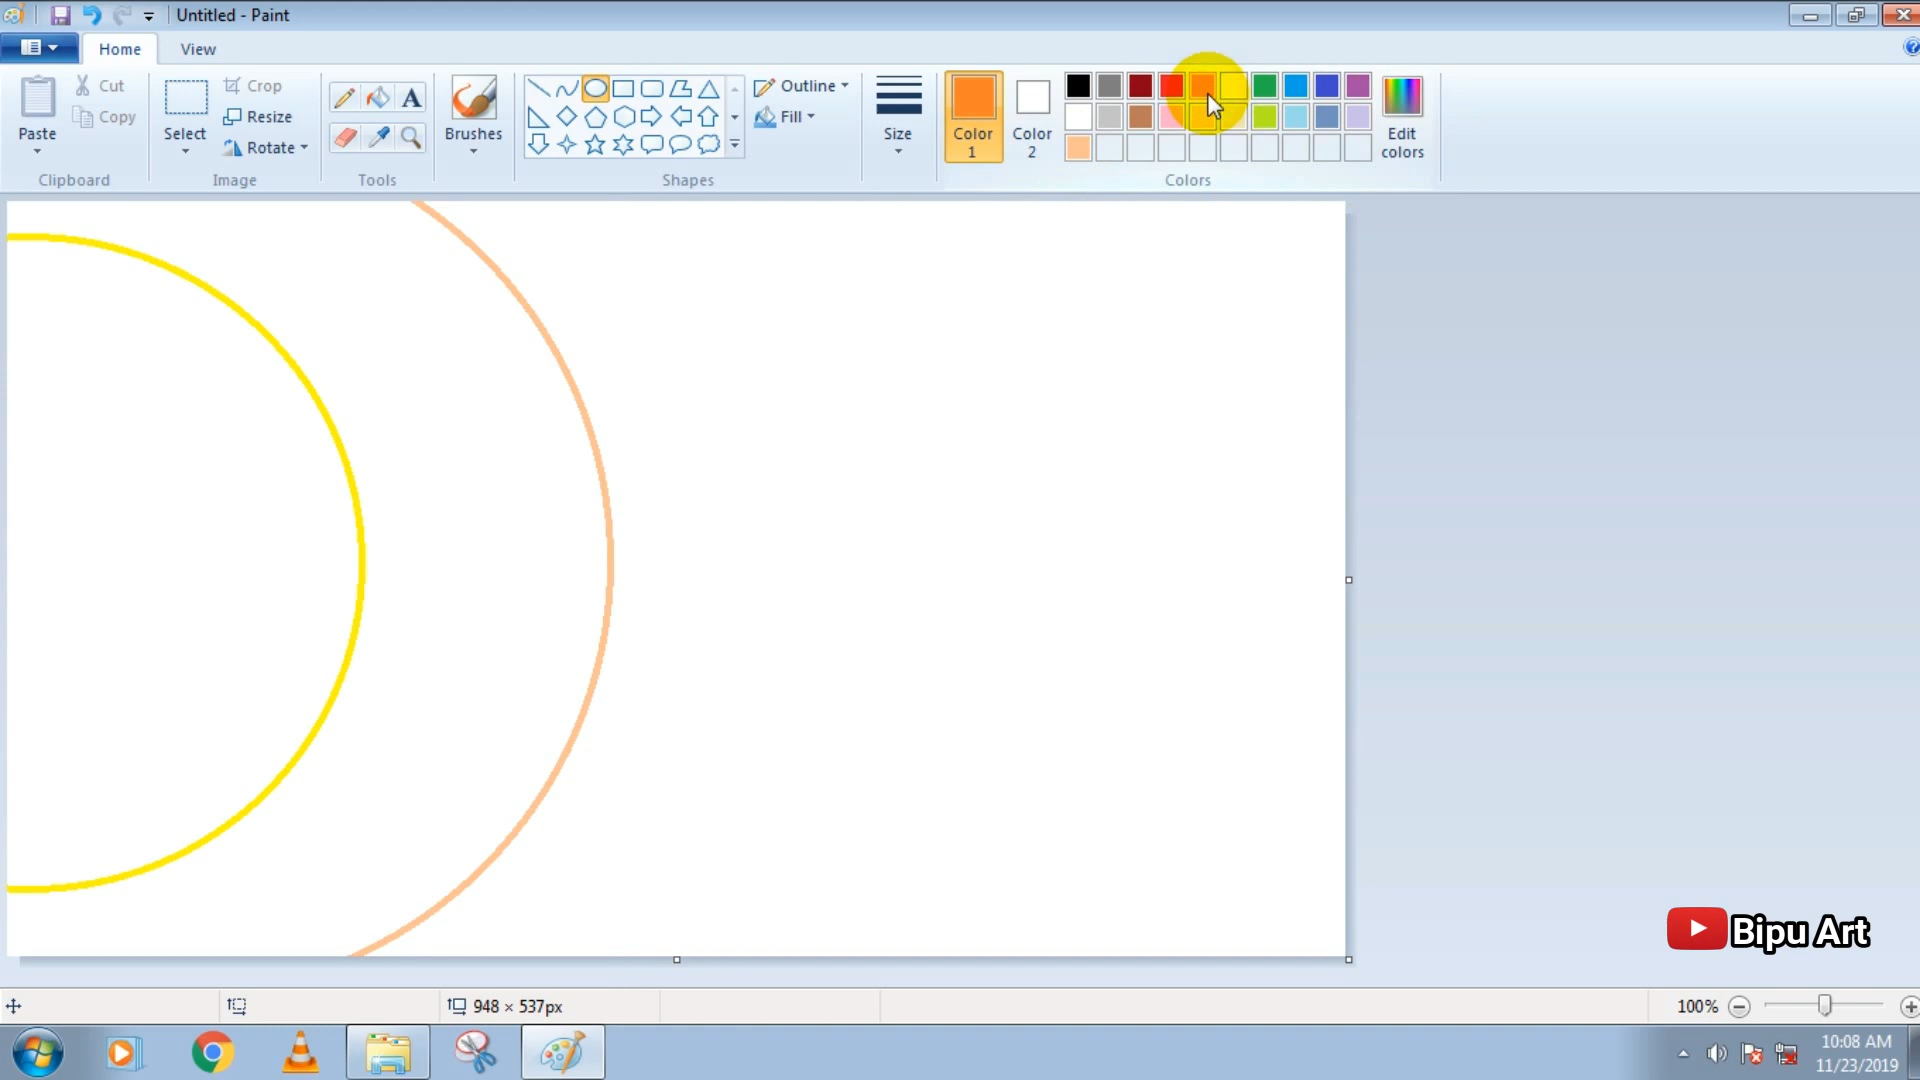 Untitled - Paint
Home
View
Paste
Cut
Copy
Clipboard
Select
Crop
Resize
Rotate
Image
A
Tools
Brushes
Shapes
Outline
Fill
Size
Color
1
Color
2
Colors
Edit
colors
Bipu Art
948 × 537px
100%
10:08 AM
11/23/2019